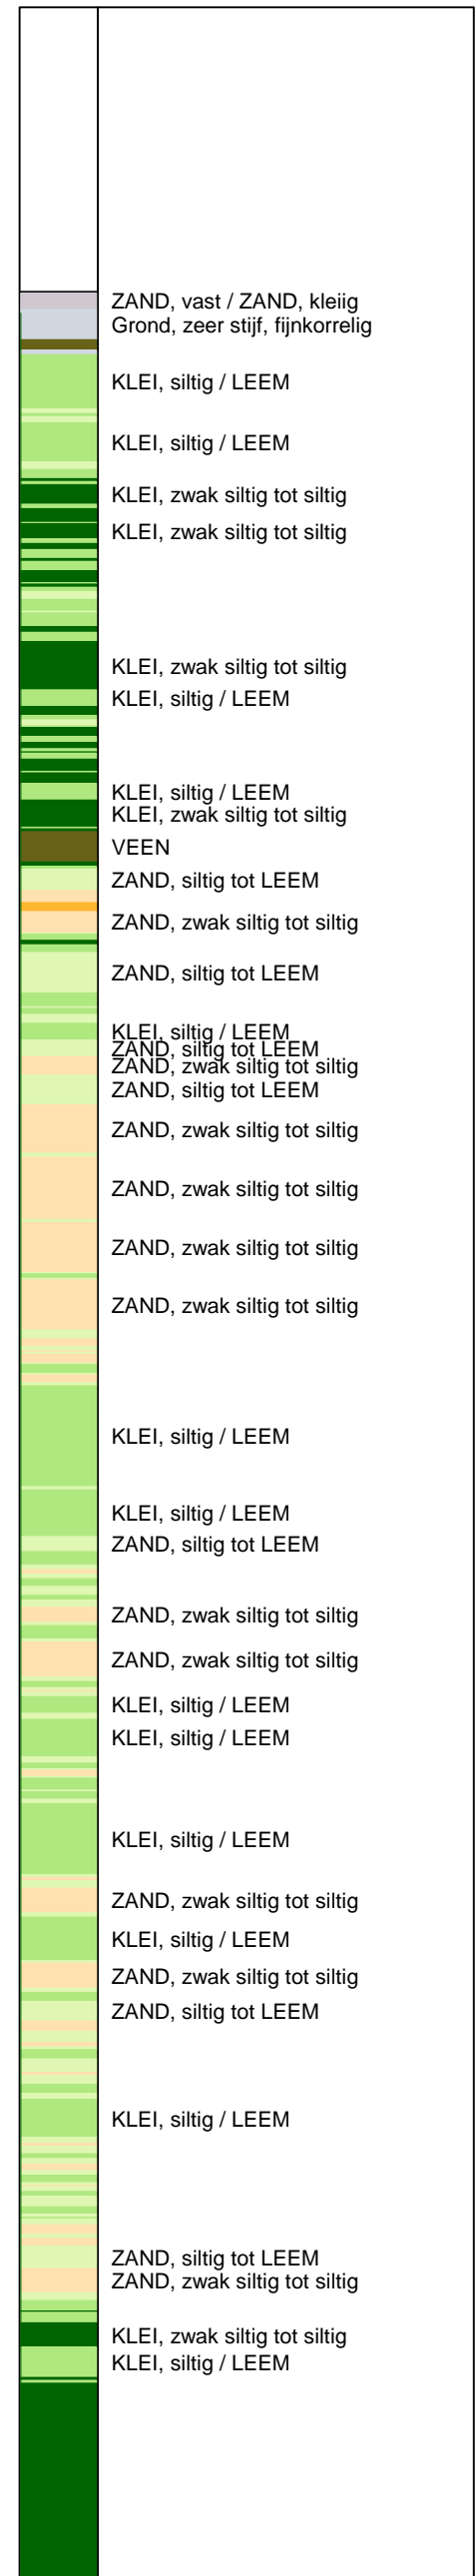 ZAND, vast / ZAND, kleiig
Grond, zeer stijf, fijnkorrelig
KLEI, siltig / LEEM
KLEI, siltig / LEEM
KLEI, zwak siltig tot siltig
KLEI, zwak siltig tot siltig
KLEI, zwak siltig tot siltig
KLEI, siltig / LEEM
KLEI, siltig / LEEM
KLEI, zwak siltig tot siltig
VEEN
ZAND, siltig tot LEEM
ZAND, zwak siltig tot siltig
ZAND, siltig tot LEEM
KLEI, siltig / LEEM
ZAND, siltig tot LEEM
ZAND, zwak siltig tot siltig
ZAND, siltig tot LEEM
ZAND, zwak siltig tot siltig
ZAND, zwak siltig tot siltig
ZAND, zwak siltig tot siltig
ZAND, zwak siltig tot siltig
KLEI, siltig / LEEM
KLEI, siltig / LEEM
ZAND, siltig tot LEEM
ZAND, zwak siltig tot siltig
ZAND, zwak siltig tot siltig
KLEI, siltig / LEEM
KLEI, siltig / LEEM
KLEI, siltig / LEEM
ZAND, zwak siltig tot siltig
KLEI, siltig / LEEM
ZAND, zwak siltig tot siltig
ZAND, siltig tot LEEM
KLEI, siltig / LEEM
ZAND, siltig tot LEEM
ZAND, zwak siltig tot siltig
KLEI, zwak siltig tot siltig
KLEI, siltig / LEEM